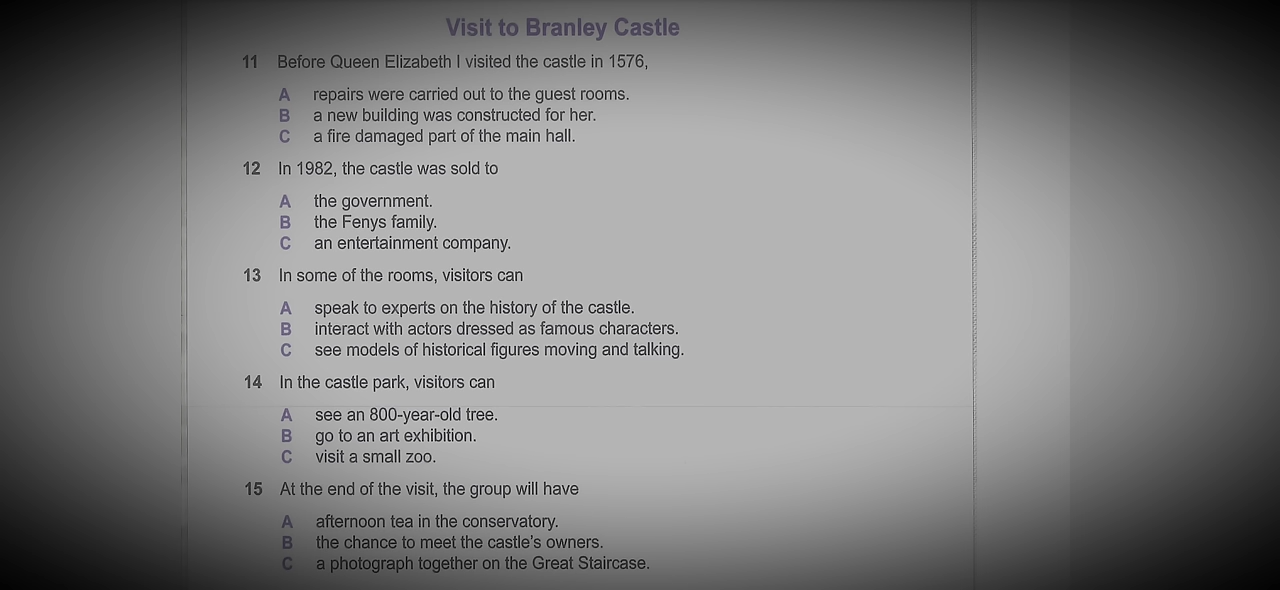 Visit to Branley Castle
11 Before Queen Elizabeth I visited the castle in 1576,
A repairs were carried out to the guest rooms.
B a new building was constructed for her.
C a fire damaged part of the main hall.
12 In 1982, the castle was sold to
A the government.
B the Fenys family.
C an entertainment company.
13 In some of the rooms, visitors can
A speak to experts on the history of the castle.
B interact with actors dressed as famous characters.
C see models of historical figures moving and talking.
14 In the castle park, visitors can
A see an 800-year-old tree.
B go to an art exhibition.
C visit a small zoo.
15 At the end of the visit, the group will have
A afternoon tea in the conservatory.
B the chance to meet the castle's owners.
C a photograph together on the Great Staircase.